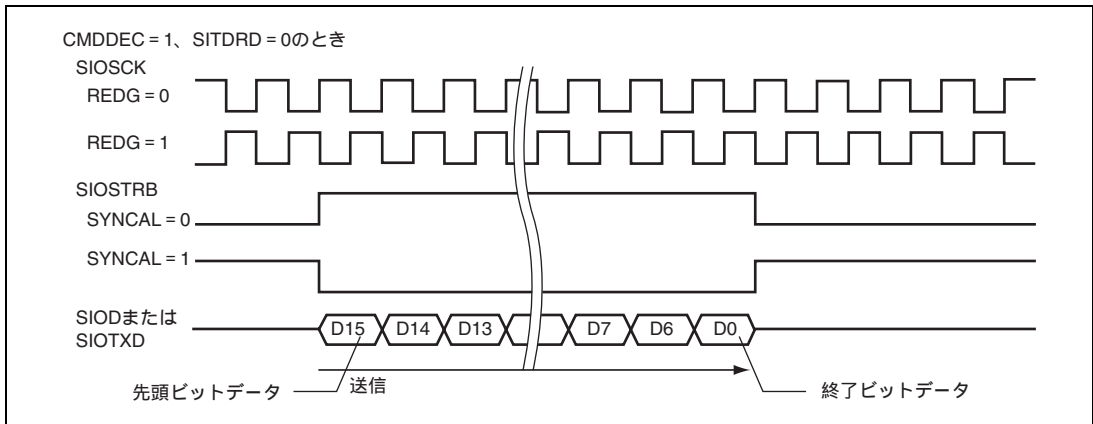 CMDDEC = 1、SITDRD = 0のとき
SIOSCK
REDG = 0
REDG = 1
SIOSTRB
SYNCAL = 0
SYNCAL = 1
SIODまたは
SIOTXD
D15 D14 D13 D7 D6 D0
先頭ビットデータ 送信 終了ビットデータ